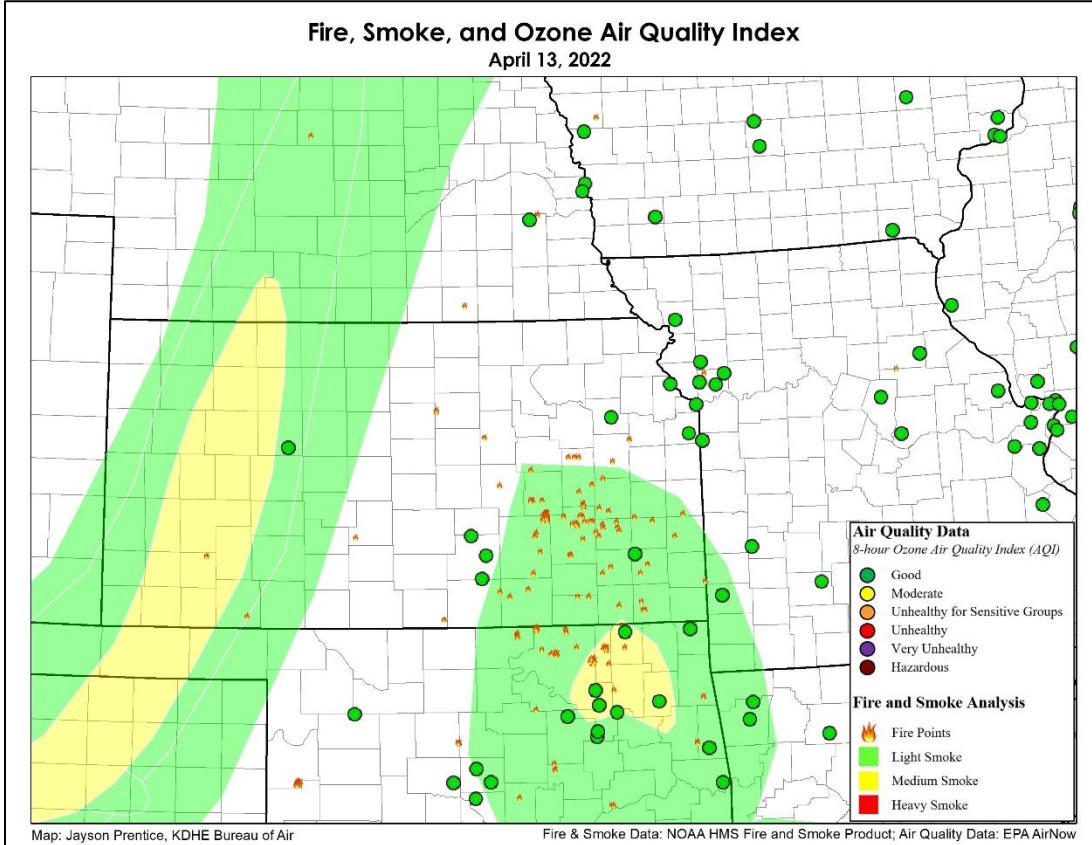 Fire, Smoke, and Ozone Air Quality Index
April 13, 2022
Air Quality Data
8-hour Ozone Air Quality Index (AQI)
Good
Moderate
Unhealthy for Sensitive Groups
Unhealthy
Very Unhealthy
Hazardous
Fire and Smoke Analysis
Fire Points
Light Smoke
Medium Smoke
Heavy Smoke
Map: Jayson Prentice, KDHE Bureau of Air
Fire & Smoke Data: NOAA HMS Fire and Smoke Product; Air Quality Data: EPA AirNow